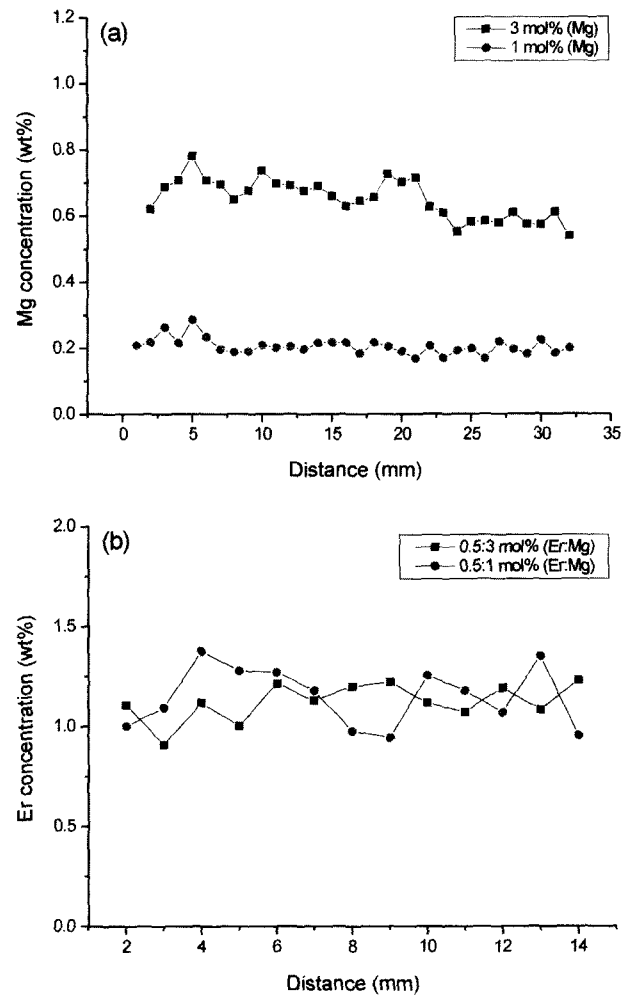 (a)
3 mol% (Mg)
1 mol% (Mg)
1.2
1.0
0.8
0.6
0.4
0.2
0.0
Mg concentration (wt%)
0 5 10 15 20 25 30 35
Distance (mm)
(b)
0.5:3 mol% (Er:Mg)
0.5:1 mol% (Er:Mg)
2.0
1.5
1.0
0.5
0.0
Er concentration (wt%)
2 4 6 8 10 12 14
Distance (mm)